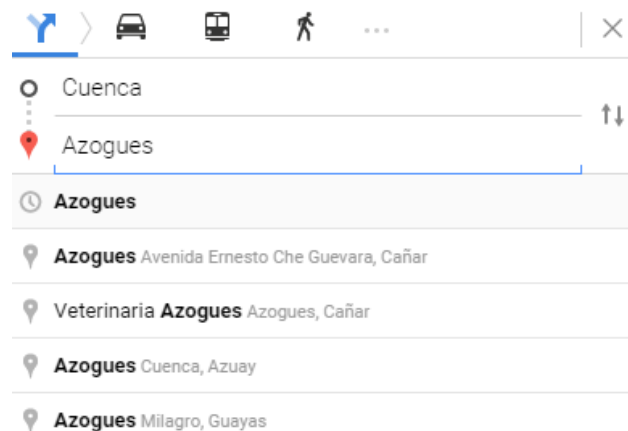 Cuenca
Azogues
Azogues
Azogues Avenida Ernesto Che Guevara, Cañar
Veterinaria Azogues Azogues, Cañar
Azogues Cuenca, Azuay
Azogues Milagro, Guayas